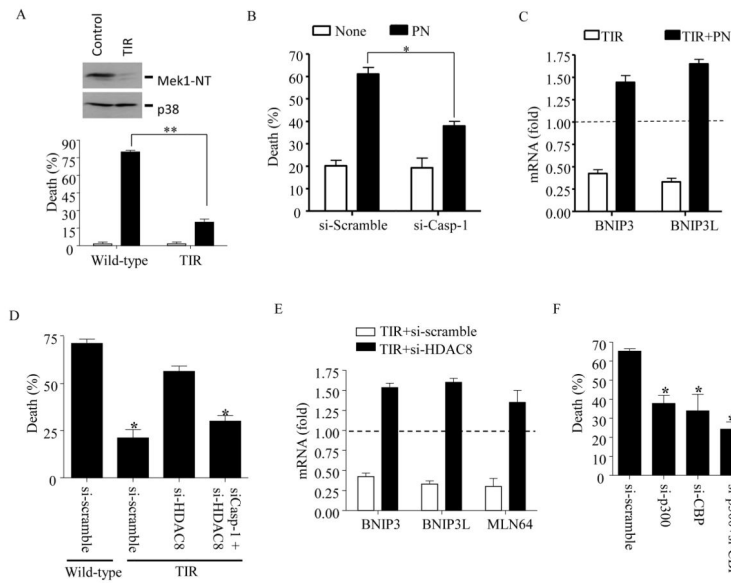 A
Control
TIR
Mek1-NT
p38
**
Death (%)
90
75
60
45
30
15
0
Wild-type
TIR
B
None
PN
*
Death (%)
80
70
60
50
40
30
20
10
0
si-Scramble
si-Casp-1
C
TIR
TIR+PN
mRNA (fold)
1.75
1.50
1.25
1.00
0.75
0.50
0.25
0.00
BNIP3
BNIP3L
D
Death (%)
75
50
25
0
*
*
si-scramble
si-scramble
si-HDAC8
siCasp-1 +
si-HDAC8
Wild-type
TIR
E
TIR+si-scramble
TIR+si-HDAC8
mRNA (fold)
1.75
1.50
1.25
1.00
0.75
0.50
0.25
0.00
BNIP3
BNIP3L
MLN64
F
Death (%)
80
70
60
50
40
30
20
10
0
*
*
*
si-scramble
si-p300
si-CBP